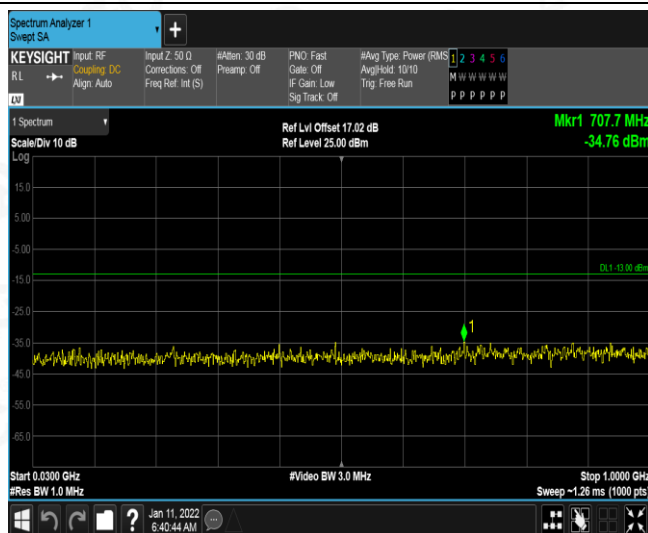 Spectrum Analyzer 1
Swept SA
+
KEYSIGHT Input: RF Input Z: 50 Ω #Atten: 30 dB PNO: Fast #Avg Type: Power (RMS 1 2 3 4 5 6
R L Coupling: DC Corrections: Off Preamp: Off Gate: Off Avg|Hold: 10/10 M W W W W W
Align: Auto Freq Ref: Int (S) IF Gain: Low Trig: Free Run
Sig Track: Off P P P P P P
LXI
1 Spectrum Ref Lvl Offset 17.02 dB Mkr1 707.7 MHz
Scale/Div 10 dB Ref Level 25.00 dBm -34.76 dBm
Log
15.0
5.00
-5.00
DL1 -13.00 dBm
-15.0
-25.0
1
-35.0
-45.0
-55.0
-65.0
Start 0.0300 GHz #Video BW 3.0 MHz Stop 1.0000 GHz
#Res BW 1.0 MHz Sweep ~1.26 ms (1000 pts)
? Jan 11, 2022
6:40:44 AM